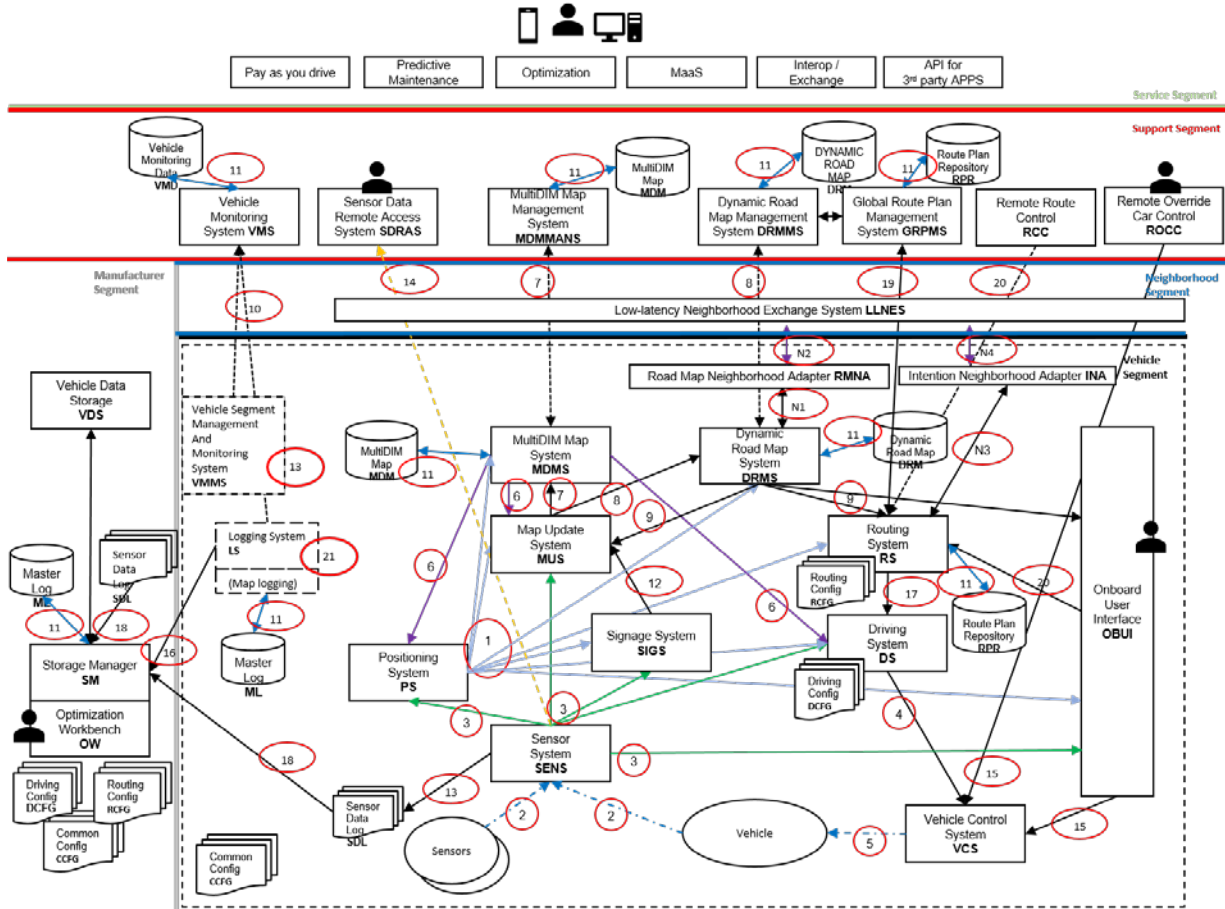 Pay as you drive
Predictive
Maintenance
Optimization
MaaS
Interop /
Exchange
API for
3rd party APPS
Service Segment
Support Segment
Vehicle
Monitoring
Data
VMD
11
Vehicle
Monitoring
System VMS
Sensor Data
Remote Access
System SDRAS
MultiDIM Map
Management
System
MDMMANS
11
MultiDIM
Map
MDM
Dynamic Road
Map Management
System DRMMS
11
DYNAMIC
ROAD
MAP
DRM
Global Route Plan
Management
System GRPMS
11
Route Plan
Repository
RPR
Remote Route
Control
RCC
Remote Override
Car Control
ROCC
Manufacturer
Segment
Neighborhood
Segment
10
14
7
8
19
20
Low-latency Neighborhood Exchange System LLNES
N2
N4
Vehicle
Segment
Road Map Neighborhood Adapter RMNA
Intention Neighborhood Adapter INA
N1
N3
Vehicle Data
Storage
VDS
Vehicle Segment
Management
And
Monitoring
System
VMMS
13
MultiDIM
Map
MDM
11
MultiDIM Map
System
MDMS
Dynamic
Road Map
System
DRMS
11
Dynamic
Road Map
DRM
6
7
8
9
9
Map Update
System
MUS
Routing
System
RS
Routing
Config
RCFG
Logging System
LS
21
(Map logging)
11
Master
Log
ML
Sensor
Data
Log
SDL
Master
Log
ML
11
18
16
6
1
12
6
17
11
20
Onboard
User
Interface
OBUI
Route Plan
Repository
RPR
Storage Manager
SM
Optimization
Workbench
OW
Positioning
System
PS
Signage System
SIGS
Driving
System
DS
Driving
Config
DCFG
3
3
3
4
15
15
Sensor
System
SENS
18
13
Driving
Config
DCFG
Routing
Config
RCFG
Common
Config
CCFG
Sensor
Data
Log
SDL
2
2
5
Sensors
Vehicle
Vehicle Control
System
VCS
Common
Config
CCFG